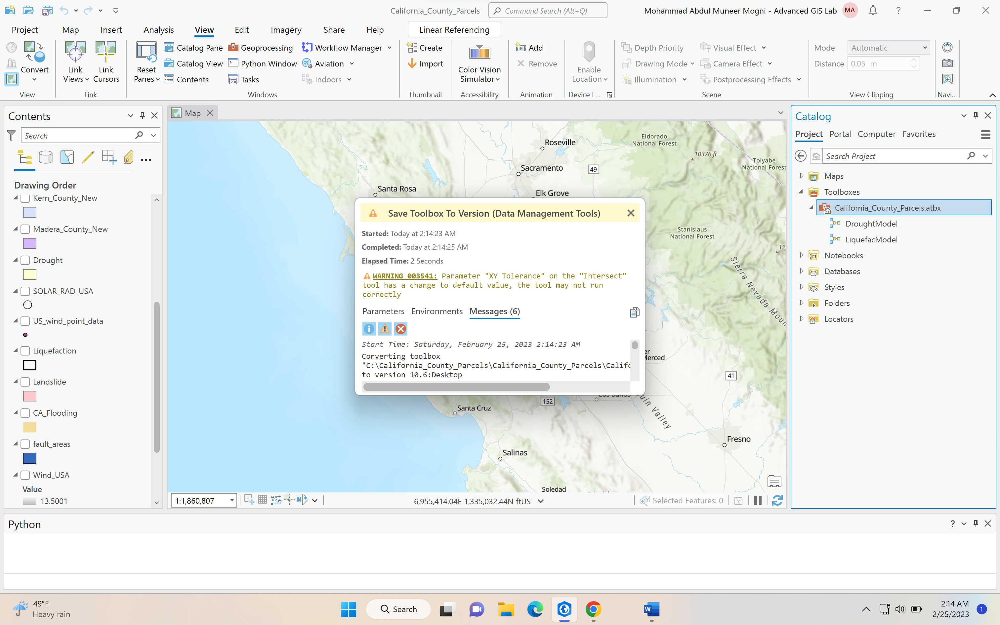 California_County_Parcels
Command Search (Alt+Q)
Mohammad Abdul Muneer Mogni - Advanced GIS Lab
MA
?
Project
Map
Insert
Analysis
View
Edit
Imagery
Share
Help
Linear Referencing
Convert
View
Link
Views
Link
Cursors
Link
Reset
Panes
Catalog Pane
Catalog View
Contents
Geoprocessing
Python Window
Tasks
Workflow Manager
Aviation
Indoors
Windows
Create
Import
Thumbnail
Color Vision
Simulator
Accessibility
Add
Remove
Animation
Enable
Location
Device L...
Depth Priority
Drawing Mode
Illumination
Visual Effect
Camera Effect
Postprocessing Effects
Scene
Mode
Automatic
Distance
0.05 m
View Clipping
Navi...
Contents
Search
Drawing Order
Kern_County_New
Madera_County_New
Drought
SOLAR_RAD_USA
US_wind_point_data
Liquefaction
Landslide
CA_Flooding
fault_areas
Wind_USA
Value
13.5001
Map
Roseville
Eldorado
National Forest
10376 ft
Toiyabe
National Forest
Sacramento
49
Santa Rosa
Elk Grove
Stanislaus
National Forest
Sierra Nevada Moun
Merced
41
152
Santa Cruz
Fresno
Salinas
Soledad
Save Toolbox To Version (Data Management Tools)
Started: Today at 2:14:23 AM
Completed: Today at 2:14:25 AM
Elapsed Time: 2 Seconds
WARNING 003541: Parameter "XY Tolerance" on the "Intersect"
tool has a change to default value, the tool may not run
correctly
Parameters
Environments
Messages (6)
Start Time: Saturday, February 25, 2023 2:14:23 AM
Converting toolbox
"C:\California_County_Parcels\California_County_Parcels\Califo
to version 10.6:Desktop
1:1,860,807
6,955,414.04E 1,335,032.44N ftUS
Selected Features: 0
Catalog
Project
Portal
Computer
Favorites
Search Project
Maps
Toolboxes
California_County_Parcels.atbx
DroughtModel
LiquefacModel
Notebooks
Databases
Styles
Folders
Locators
Python
?
49°F
Heavy rain
Search
2:14 AM
2/25/2023
1